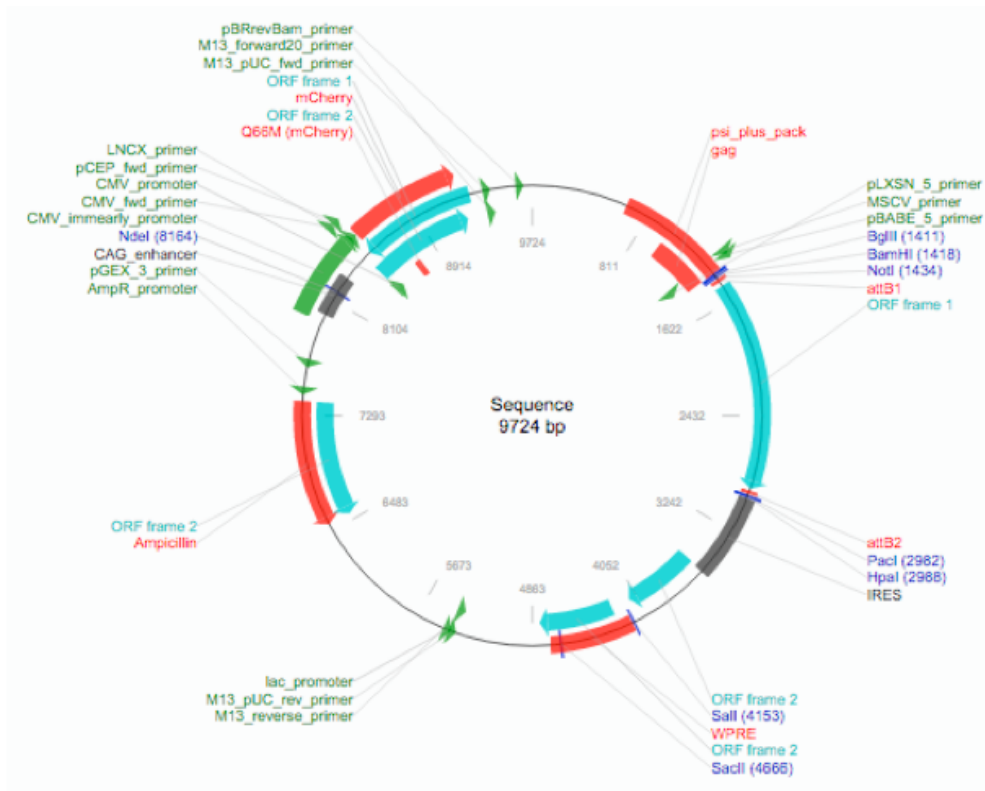 pBRrevBam_primer
M13_forward20_primer
M13_pUC_fwd_primer
ORF frame 1
mCherry
ORF frame 2
Q66M (mCherry)
LNCX_primer
pCEP_fwd_primer
CMV_promoter
CMV_fwd_primer
CMV_immearly_promoter
NdeI (8164)
CAG_enhancer
pGEX_3_primer
AmpR_promoter
psi_plus_pack
gag
pLXSN_5_primer
MSCV_primer
pBABE_5_primer
BglII (1411)
BamHI (1418)
NotI (1434)
attB1
ORF frame 1
9724
811
8914
8104
1622
Sequence
9724 bp
7293
2432
6483
3242
5673
4863
4052
ORF frame 2
Ampicillin
attB2
PacI (2982)
HpaI (2988)
IRES
lac_promoter
M13_pUC_rev_primer
M13_reverse_primer
ORF frame 2
SalI (4153)
WPRE
ORF frame 2
SacII (4666)